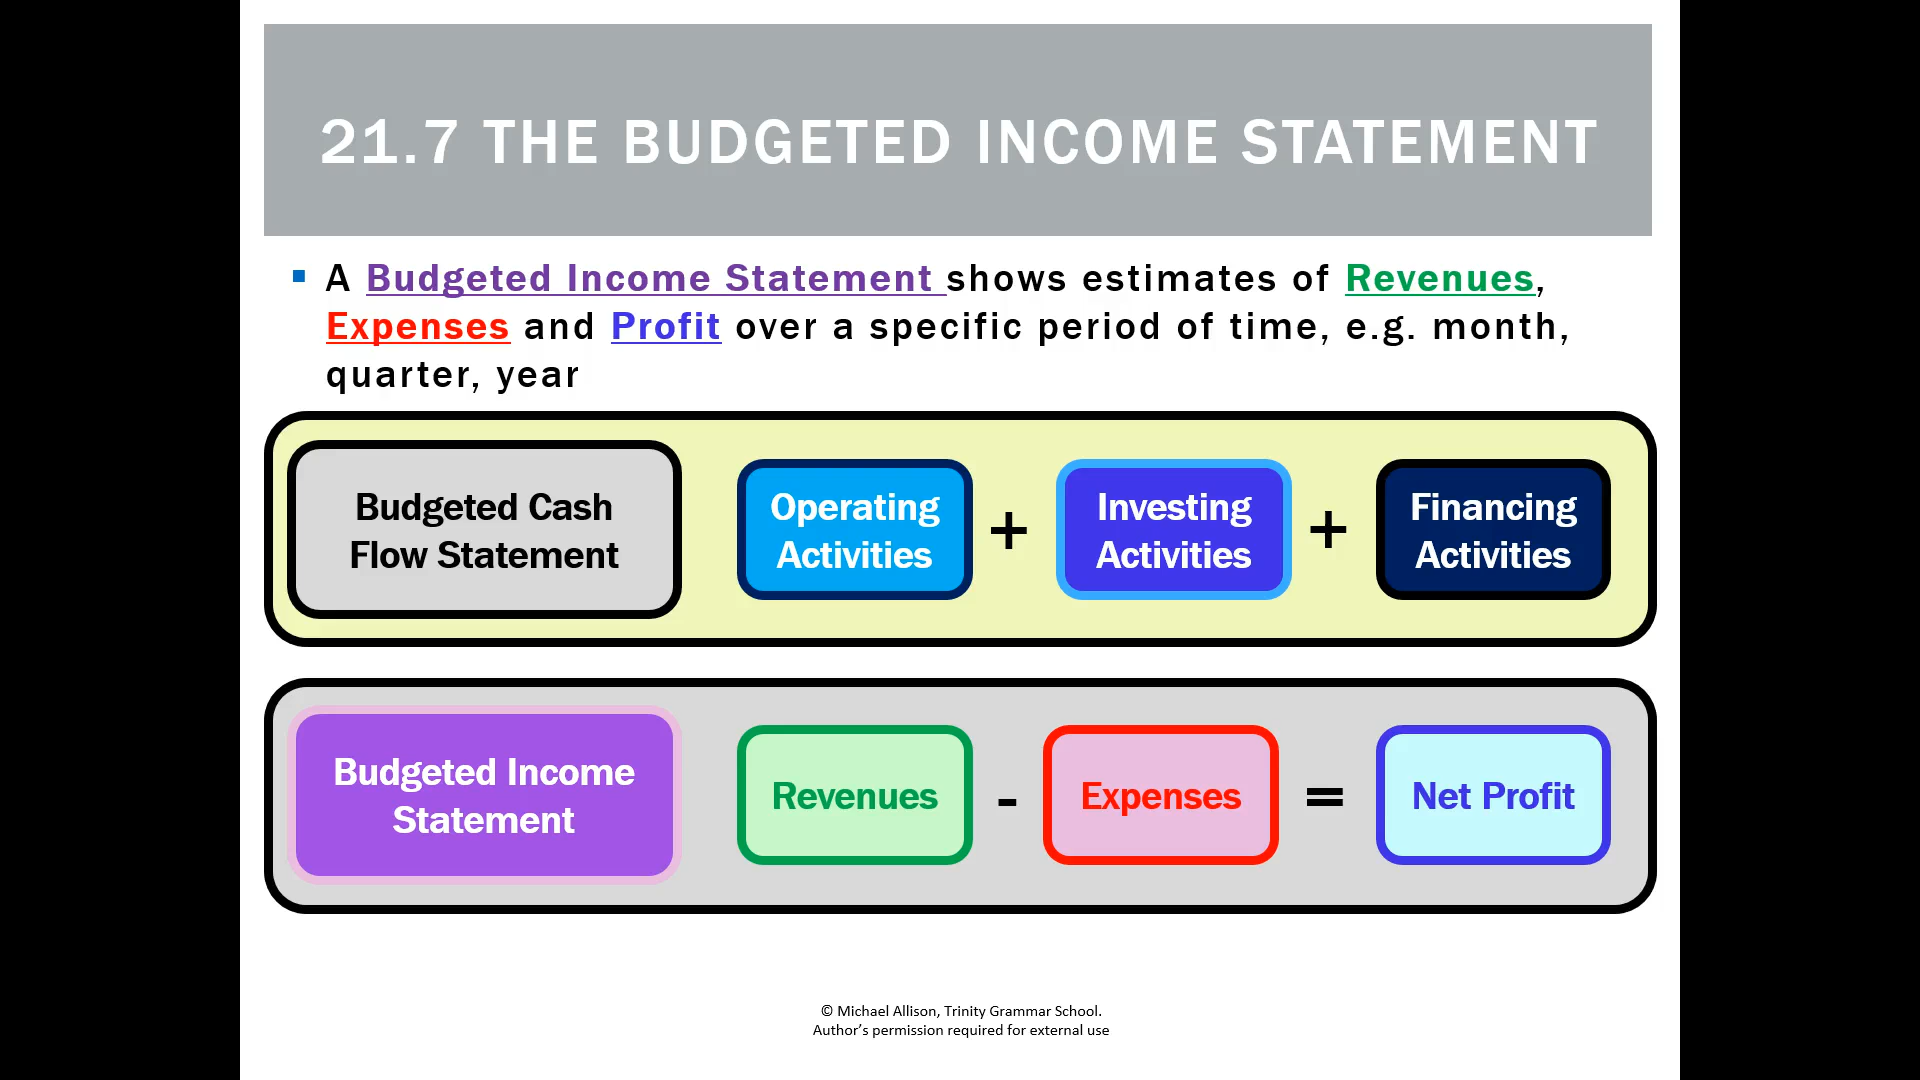 21.7 THE BUDGETED INCOME STATEMENT
A Budgeted Income Statement shows estimates of Revenues,
Expenses and Profit over a specific period of time, e.g. month,
quarter, year
Budgeted Cash
Flow Statement
Operating
Activities
+
Investing
Activities
+
Financing
Activities
Budgeted Income
Statement
Revenues
-
Expenses
=
Net Profit
© Michael Allison, Trinity Grammar School.
Author’s permission required for external use